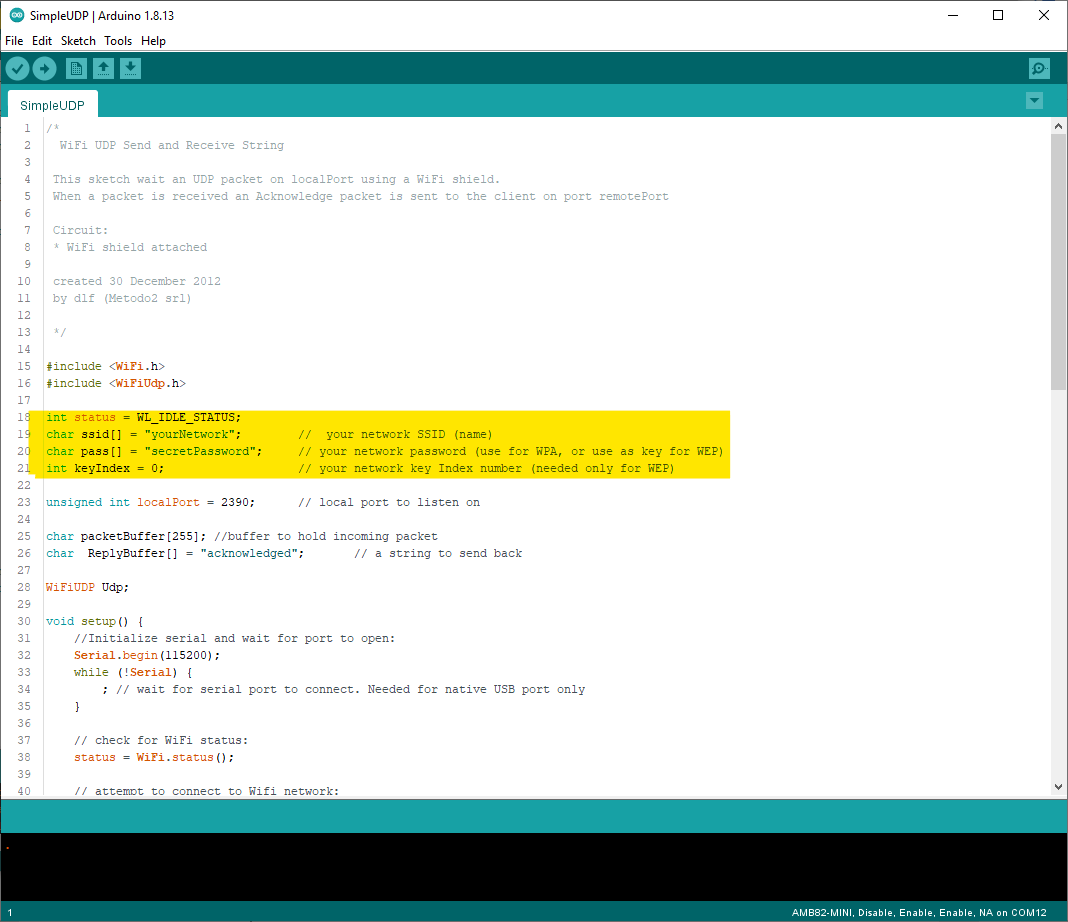 SimpleUDP | Arduino 1.8.13
File Edit Sketch Tools Help
SimpleUDP
1 /*
2 WiFi UDP Send and Receive String
3
4 This sketch wait an UDP packet on localPort using a WiFi shield.
5 When a packet is received an Acknowledge packet is sent to the client on port remotePort
6
7 Circuit:
8 * WiFi shield attached
9
10 created 30 December 2012
11 by dlf (Metodo2 srl)
12
13 */
14
15 #include <WiFi.h>
16 #include <WiFiUdp.h>
17
18 int status = WL_IDLE_STATUS;
19 char ssid[] = "yourNetwork"; // your network SSID (name)
20 char pass[] = "secretPassword"; // your network password (use for WPA, or use as key for WEP)
21 int keyIndex = 0; // your network key Index number (needed only for WEP)
22
23 unsigned int localPort = 2390; // local port to listen on
24
25 char packetBuffer[255]; //buffer to hold incoming packet
26 char ReplyBuffer[] = "acknowledged"; // a string to send back
27
28 WiFiUDP Udp;
29
30 void setup() {
31 //Initialize serial and wait for port to open:
32 Serial.begin(115200);
33 while (!Serial) {
34 ; // wait for serial port to connect. Needed for native USB port only
35 }
36
37 // check for WiFi status:
38 status = WiFi.status();
39
40 // attempt to connect to Wifi network:
1 AMB82-MINI, Disable, Enable, Enable, NA on COM12